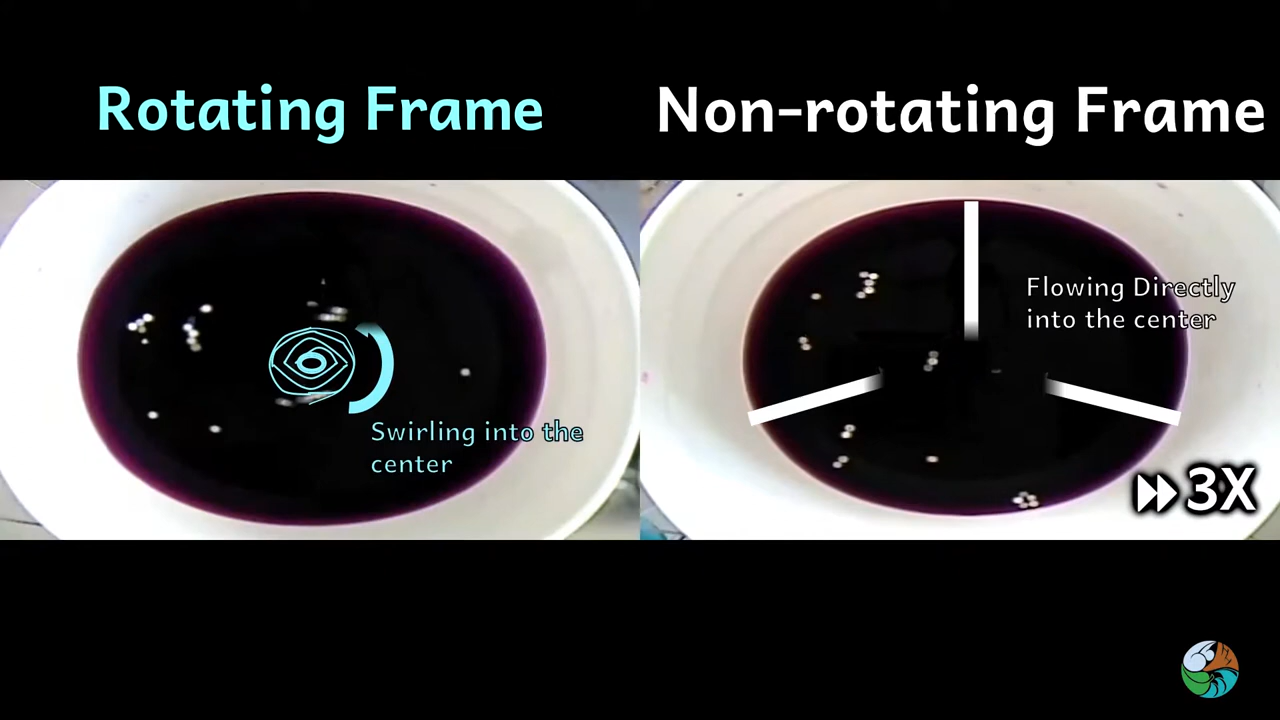 Rotating Frame
Non-rotating Frame
Swirling into the
center
Flowing Directly
into the center
3X